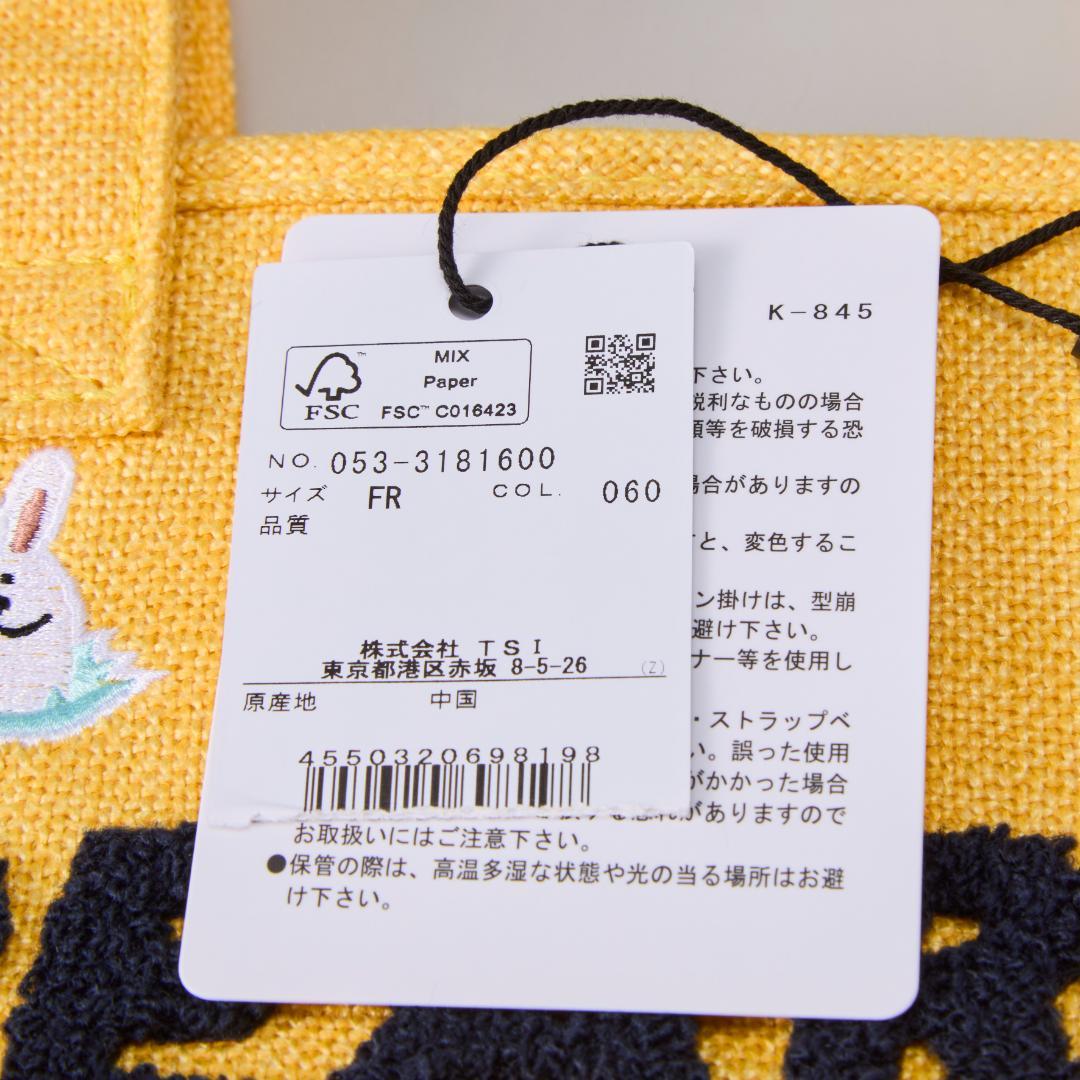 K-845
MIX
Paper
FSC™ C016423
FSC
NO. 053-3181600
サイズ FR COL. 060
品質
株式会社 TSI
東京都港区赤坂 8-5-26 (Z)
原産地 中国
4550320698198
下さい。
鋭利なものの場合
類等を破損する恐
場合がありますの
と、変色するこ
ン掛けは、型崩
避け下さい。
ナー等を使用し
・ストラップベ
い。誤った使用
がかかった場合
がありますので
お取扱いにはご注意下さい。
●保管の際は、高温多湿な状態や光の当る場所はお避
け下さい。